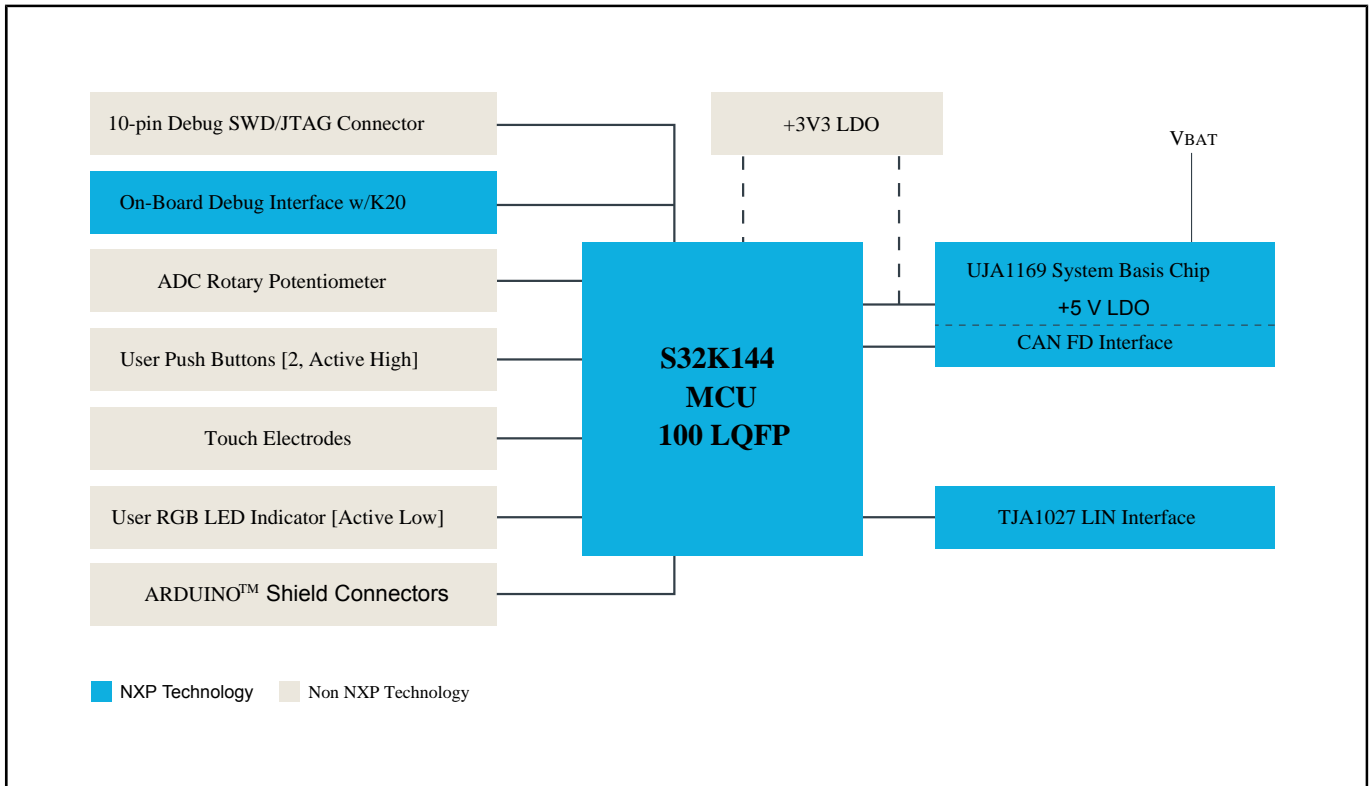 10-pin Debug SWD/JTAG Connector
On-Board Debug Interface w/K20
ADC Rotary Potentiometer
User Push Buttons [2, Active High]
Touch Electrodes
User RGB LED Indicator [Active Low]
ARDUINO™ Shield Connectors
+3V3 LDO
S32K144
MCU
100 LQFP
VBAT
UJA1169 System Basis Chip
+5 V LDO
CAN FD Interface
TJA1027 LIN Interface
NXP Technology
Non NXP Technology